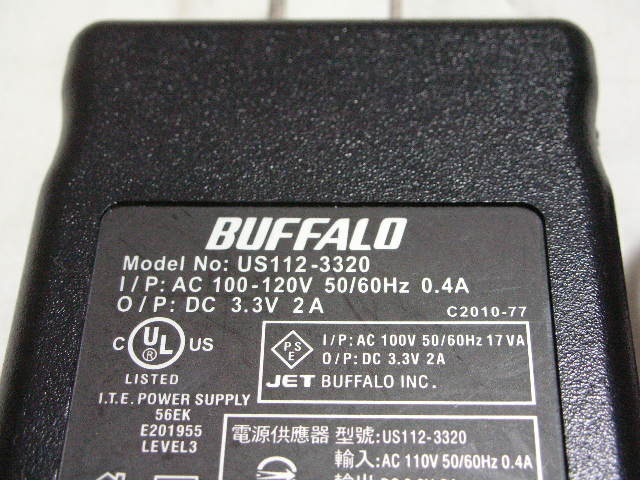 BUFFALO
Model No: US112-3320
I/P: AC 100-120V 50/60Hz 0.4A
O/P: DC 3.3V 2A
C2010-77
C UL ® US
LISTED
I.T.E. POWER SUPPLY
56EK
E201955
LEVEL3
PSE
I/P: AC 100V 50/60Hz 17VA
O/P: DC 3.3V 2A
JET BUFFALO INC.
電源供應器 型號:US112-3320
輸入:AC 110V 50/60Hz 0.4A